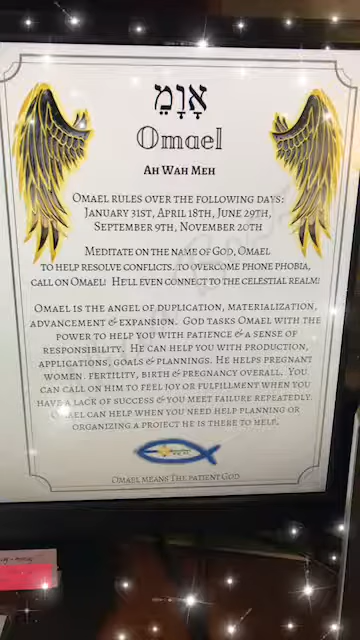 אָוָמֵ
Omael
Ah Wah Meh
Omael rules over the following days:
January 31st, April 18th, June 29th,
September 9th, November 20th
Meditate on the name of God, Omael
to help resolve conflicts. To overcome phone phobia,
call on Omael! He'll even connect to the celestial realm!
Omael is the angel of duplication, materialization,
advancement & expansion. God tasks Omael with the
power to help you with patience & a sense of
responsibility. He can help you with production,
applications, goals & plannings. He helps pregnant
women, fertility, birth & pregnancy overall. You
can call on him to feel joy or fulfillment when you
have a lack of success & you meet failure repeatedly.
Omael can help when you need help planning or
organizing a project he is there to help.
Omael means The patient God